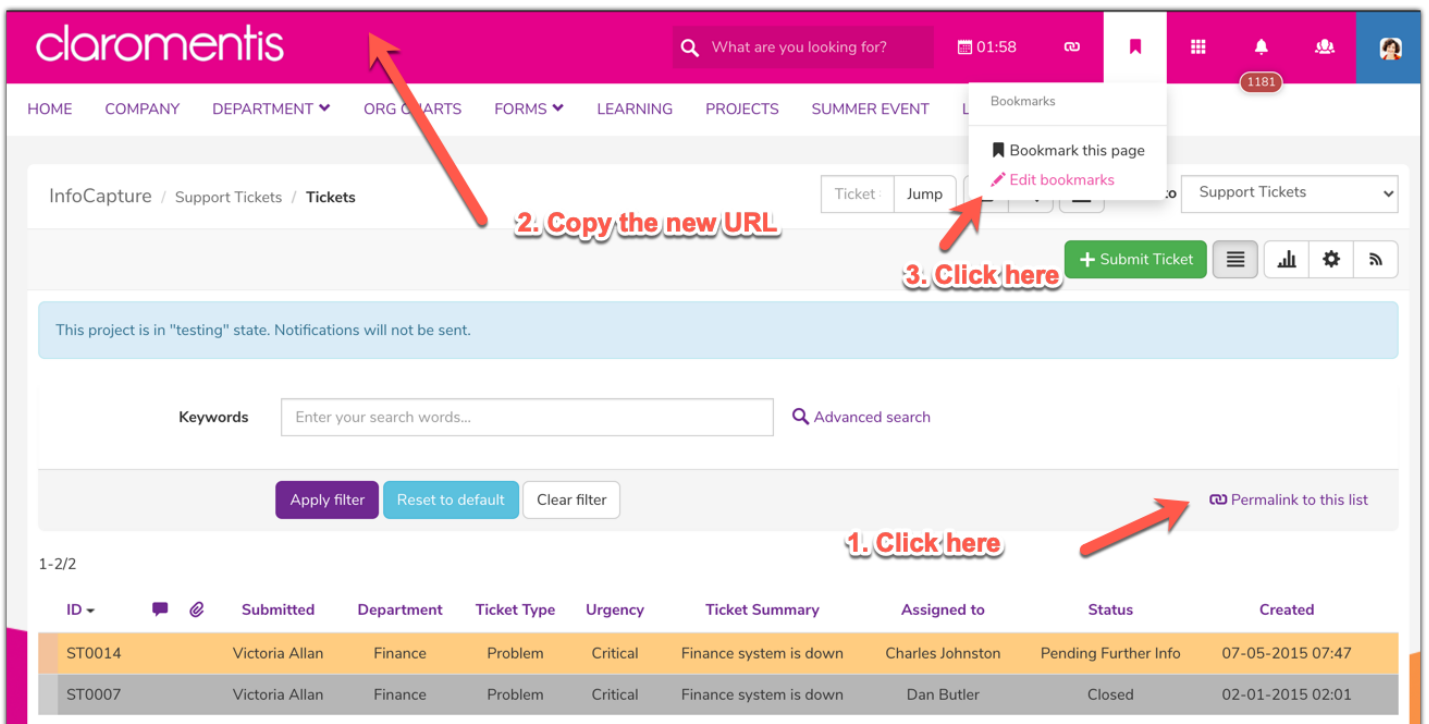 claromentis
What are you looking for?
01:58
1181
HOME COMPANY DEPARTMENT ORG CHARTS FORMS LEARNING PROJECTS SUMMER EVENT L
Bookmarks
Bookmark this page
Edit bookmarks
InfoCapture / Support Tickets / Tickets
Ticket Jump to Support Tickets
2. Copy the new URL
3. Click here
+ Submit Ticket
This project is in "testing" state. Notifications will not be sent.
Keywords Enter your search words... Advanced search
Apply filter Reset to default Clear filter Permalink to this list
1. Click here
1-2/2
ID Submitted Department Ticket Type Urgency Ticket Summary Assigned to Status Created
ST0014 Victoria Allan Finance Problem Critical Finance system is down Charles Johnston Pending Further Info 07-05-2015 07:47
ST0007 Victoria Allan Finance Problem Critical Finance system is down Dan Butler Closed 02-01-2015 02:01